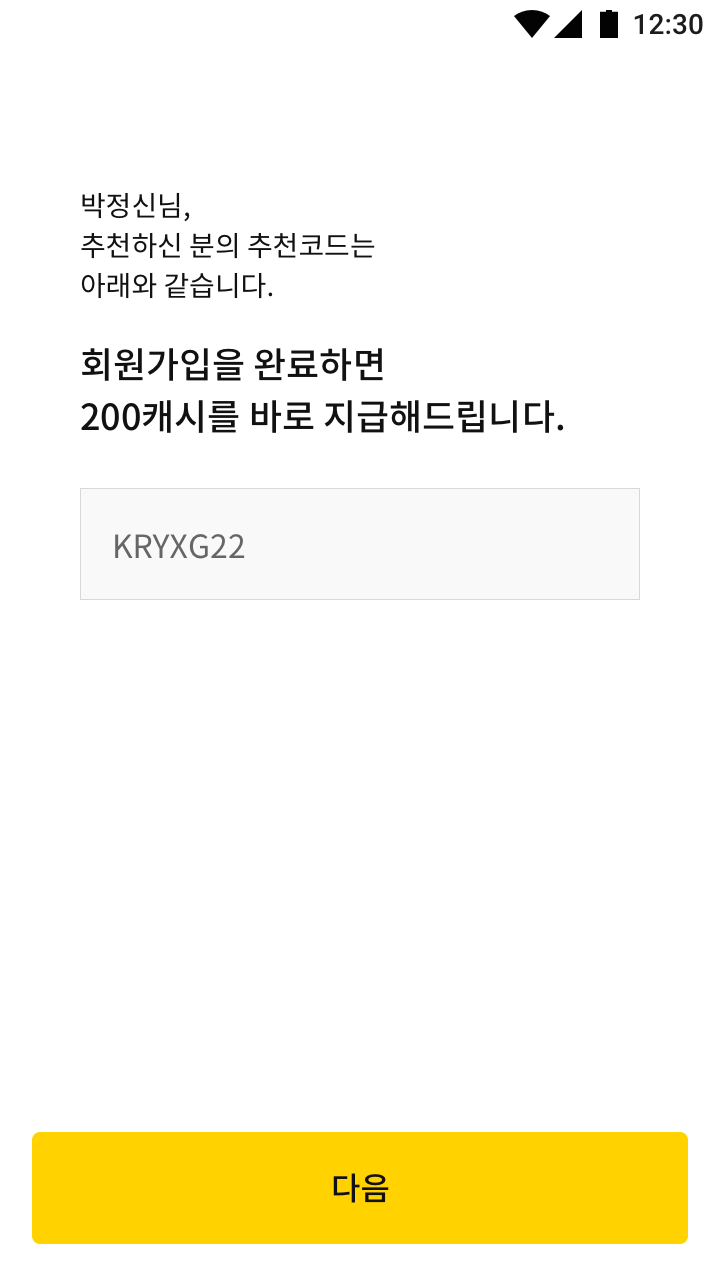 12:30
박정신님,
추천하신 분의 추천코드는
아래와 같습니다.
회원가입을 완료하면
200캐시를 바로 지급해드립니다.
KRYXG22
다음